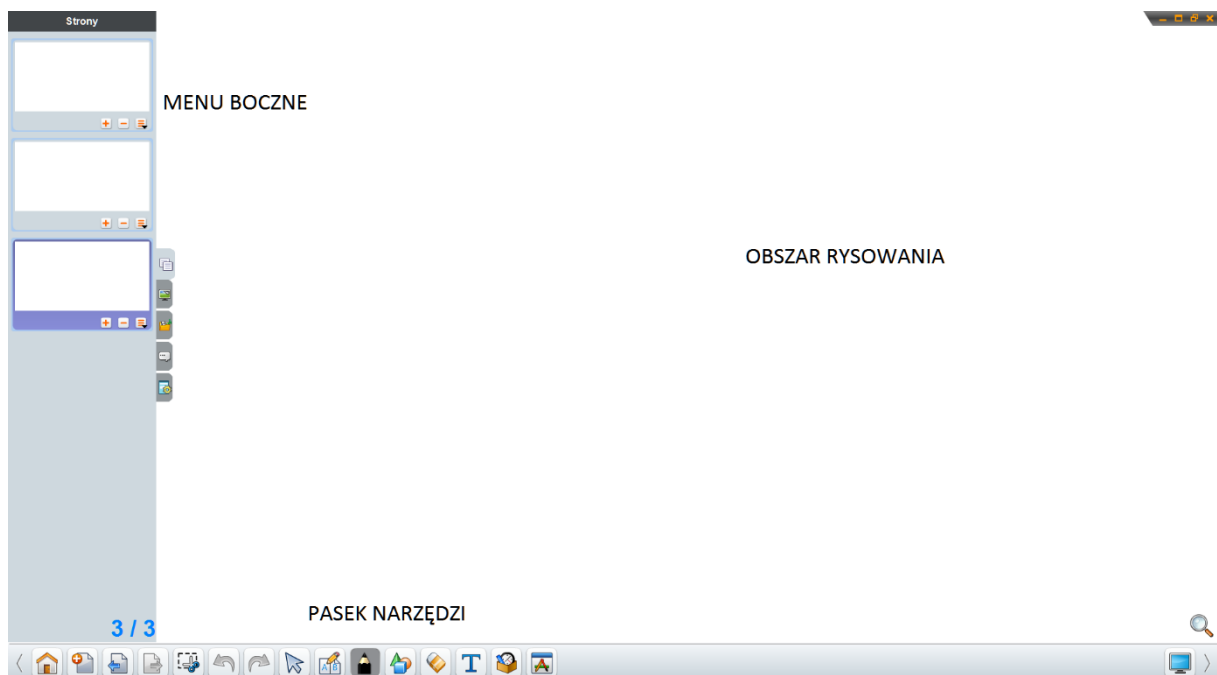 Strony
MENU BOCZNE
OBSZAR RYSOWANIA
PASEK NARZĘDZI
3 / 3
T